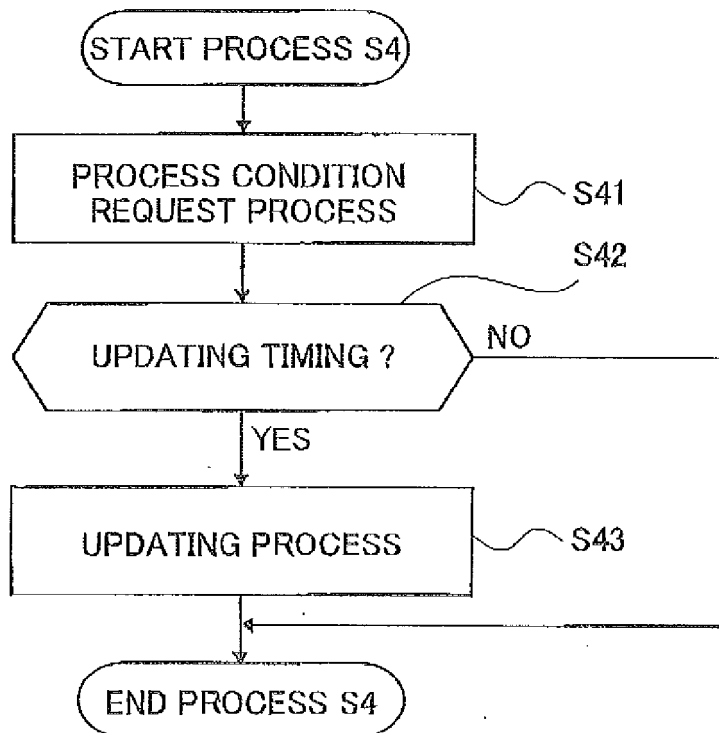 START PROCESS S4
PROCESS CONDITION
REQUEST PROCESS
S41
S42
UPDATING TIMING ?
NO
YES
UPDATING PROCESS
S43
END PROCESS S4